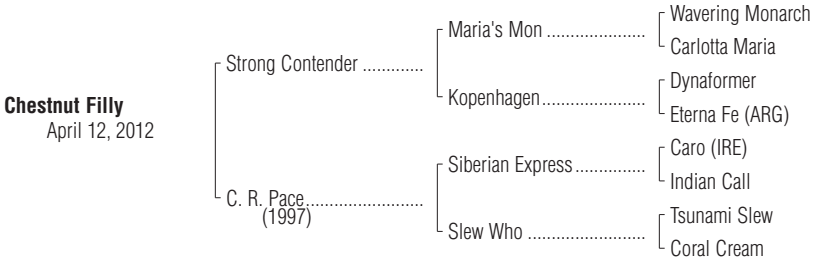 Wavering Monarch
Maria's Mon ......................
Carlotta Maria
Strong Contender .............
Dynaformer
Kopenhagen.......................
Eterna Fe (ARG)
Chestnut Filly
April 12, 2012
Caro (IRE)
Siberian Express................
Indian Call
C. R. Pace..........................
(1997)
Tsunami Slew
Slew Who ..........................
Coral Cream